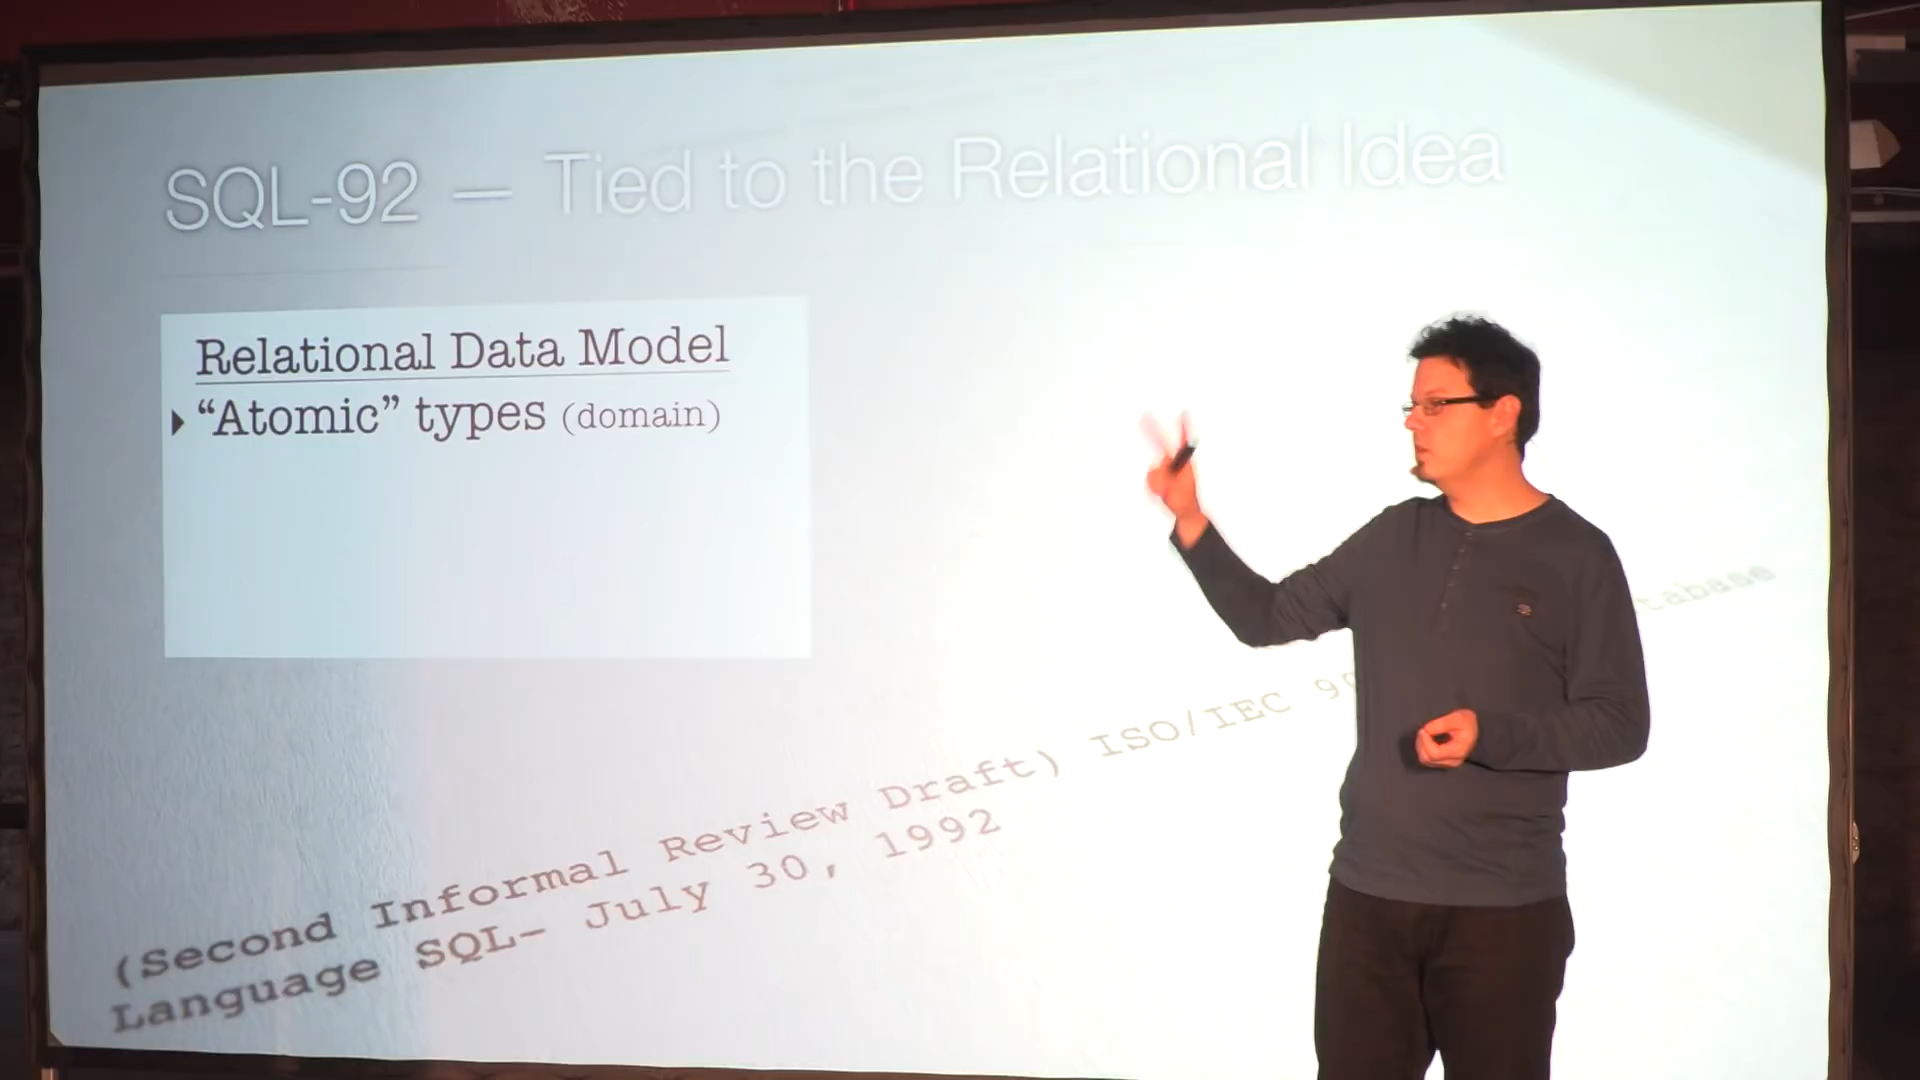 SQL-92 — Tied to the Relational Idea
Relational Data Model
“Atomic” types (domain)
(Second Informal Review Draft) ISO/IEC
Language SQL- July 30, 1992